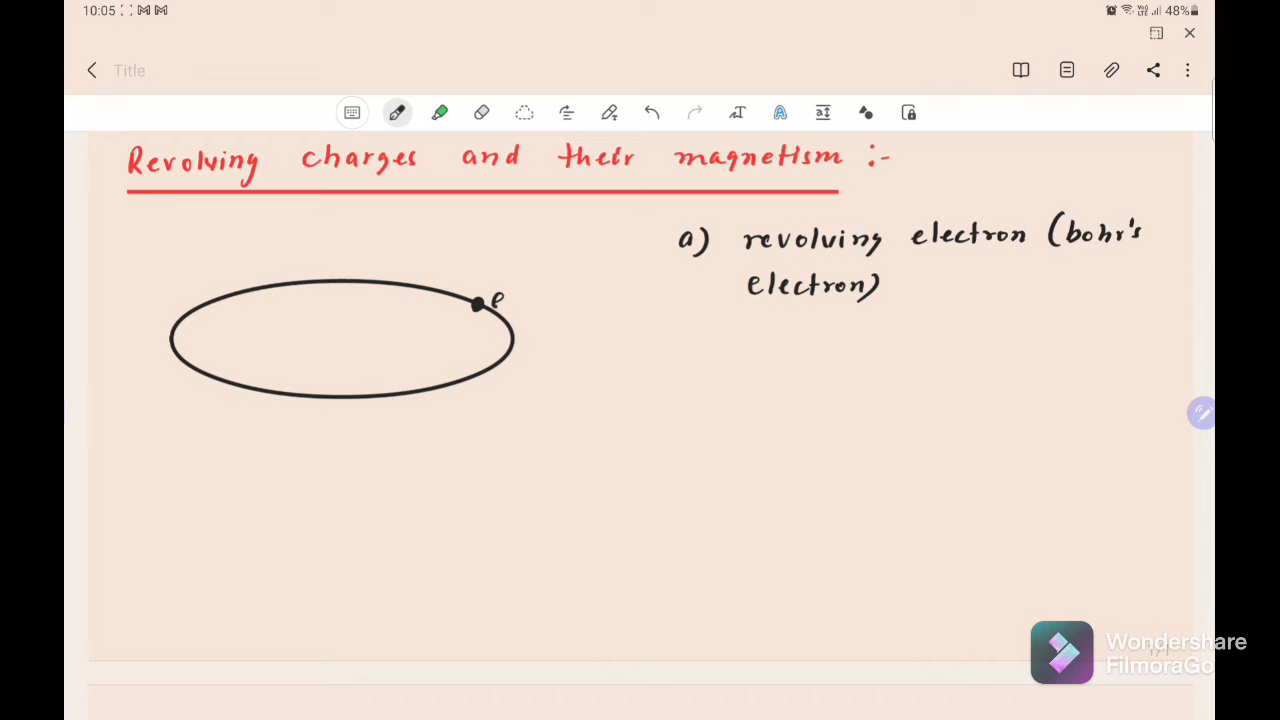 10:05
48%
Title
Revolving charges and their magnetism :-
a) revolving electron (bohr's
electron)
e
Wondershare
FilmoraGo